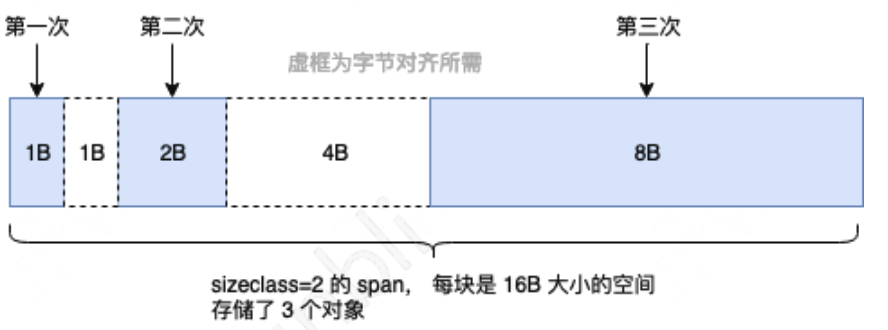 第一次 第二次 第三次
虚框为字节对齐所需
1B 1B 2B 4B 8B
sizeclass=2 的 span， 每块是 16B 大小的空间
存储了 3 个对象